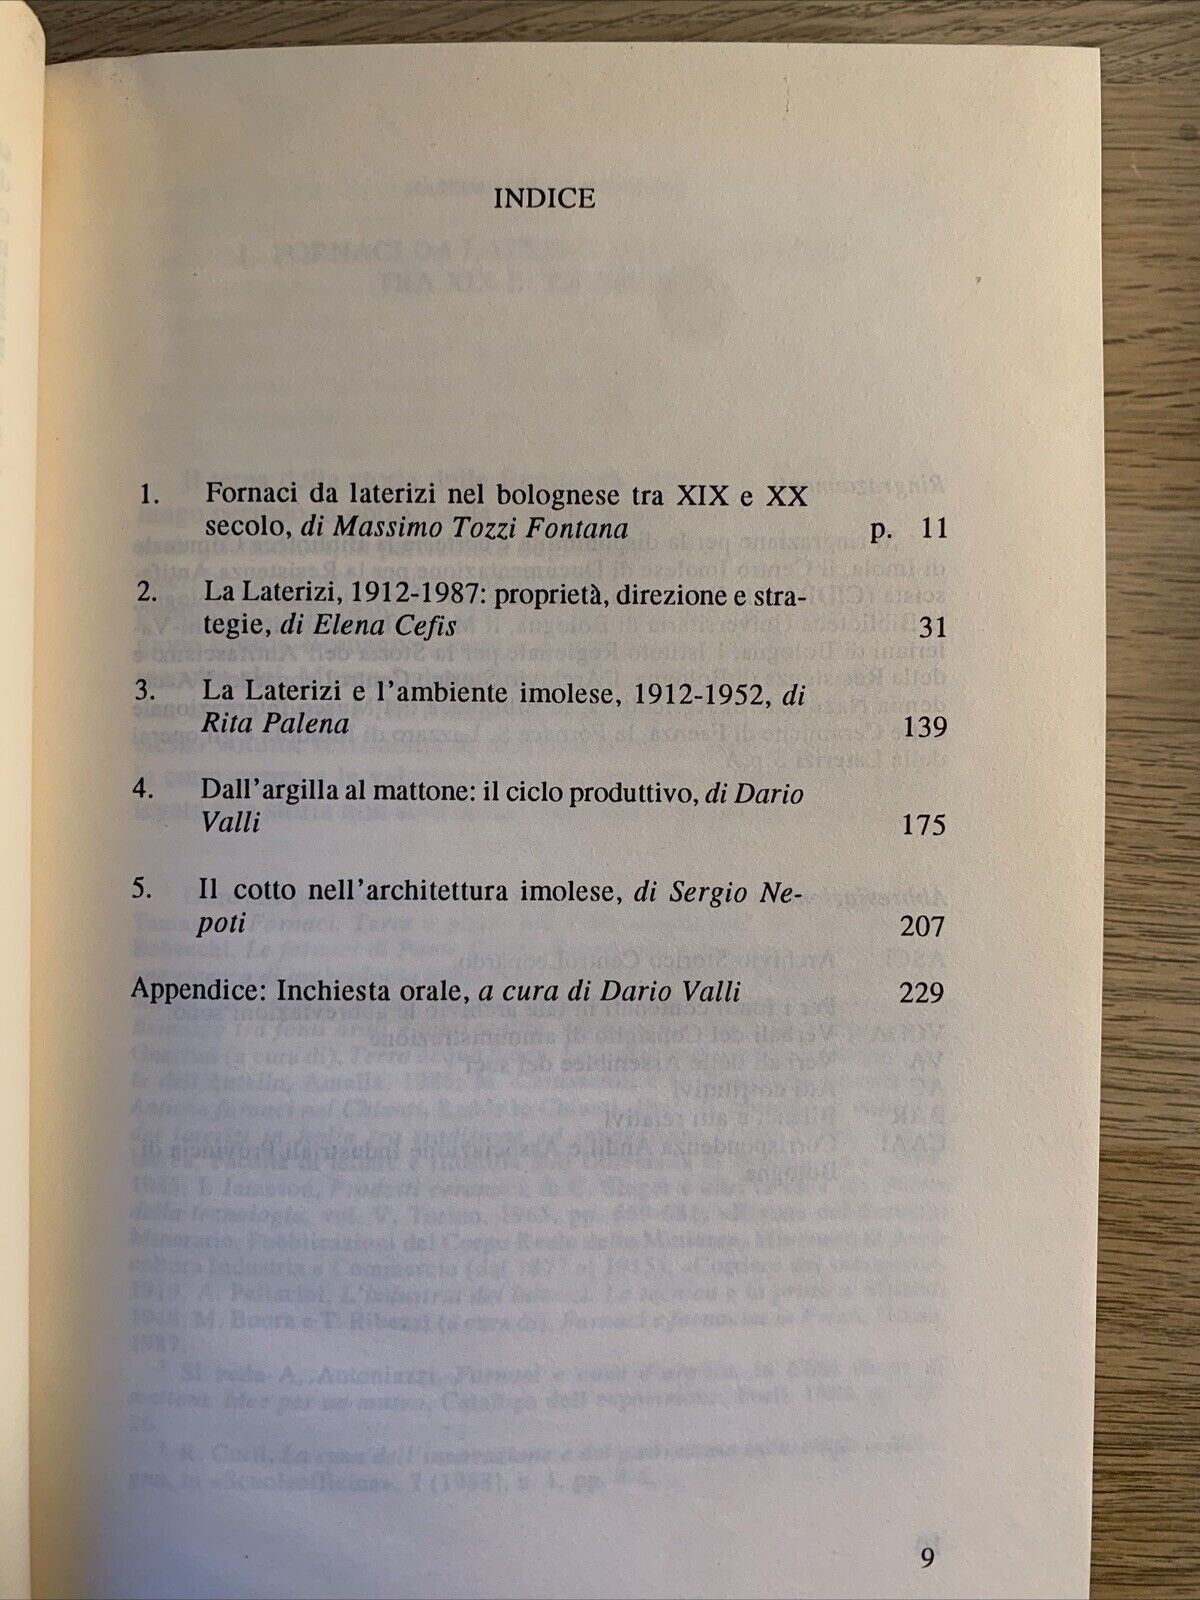 INDICE
1. Fornaci da laterizi nel bolognese tra XIX e XX
secolo, di Massimo Tozzi Fontana p. 11
2. La Laterizi, 1912-1987: proprietà, direzione e stra-
tegie, di Elena Cefis 31
3. La Laterizi e l'ambiente imolese, 1912-1952, di
Rita Palena 139
4. Dall'argilla al mattone: il ciclo produttivo, di Dario
Valli 175
5. Il cotto nell'architettura imolese, di Sergio Ne-
poti 207
Appendice: Inchiesta orale, a cura di Dario Valli 229
9